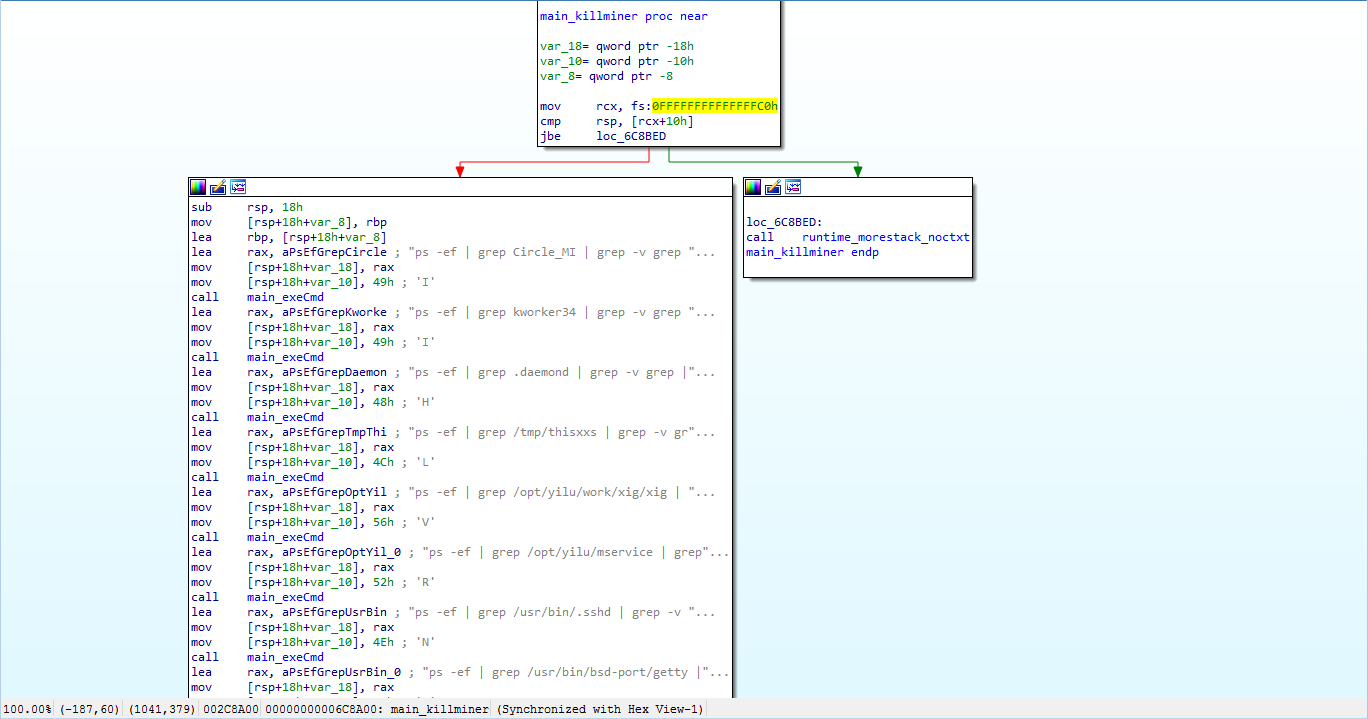 main_killminer proc near
var_18= qword ptr -18h
var_10= qword ptr -10h
var_8= qword ptr -8
mov rcx, fs:0FFFFFFFFFFFFFFC0h
cmp rsp, [rcx+10h]
jbe loc_6C8BED
sub rsp, 18h
mov [rsp+18h+var_8], rbp
lea rbp, [rsp+18h+var_8]
lea rax, aPsEfGrepCircle ; "ps -ef | grep Circle_MI | grep -v grep "...
mov [rsp+18h+var_18], rax
mov [rsp+18h+var_10], 49h ; 'I'
call main_exeCmd
lea rax, aPsEfGrepKworke ; "ps -ef | grep kworker34 | grep -v grep "...
mov [rsp+18h+var_18], rax
mov [rsp+18h+var_10], 49h ; 'I'
call main_exeCmd
lea rax, aPsEfGrepDaemon ; "ps -ef | grep .daemond | grep -v grep |"...
mov [rsp+18h+var_18], rax
mov [rsp+18h+var_10], 48h ; 'H'
call main_exeCmd
lea rax, aPsEfGrepTmpThi ; "ps -ef | grep /tmp/thisxxs | grep -v gr"...
mov [rsp+18h+var_18], rax
mov [rsp+18h+var_10], 4Ch ; 'L'
call main_exeCmd
lea rax, aPsEfGrepOptYil ; "ps -ef | grep /opt/yilu/work/xig/xig | "...
mov [rsp+18h+var_18], rax
mov [rsp+18h+var_10], 56h ; 'V'
call main_exeCmd
lea rax, aPsEfGrepOptYil_0 ; "ps -ef | grep /opt/yilu/mservice | grep"...
mov [rsp+18h+var_18], rax
mov [rsp+18h+var_10], 52h ; 'R'
call main_exeCmd
lea rax, aPsEfGrepUsrBin ; "ps -ef | grep /usr/bin/.sshd | grep -v "...
mov [rsp+18h+var_18], rax
mov [rsp+18h+var_10], 4Eh ; 'N'
call main_exeCmd
lea rax, aPsEfGrepUsrBin_0 ; "ps -ef | grep /usr/bin/bsd-port/getty |"...
mov [rsp+18h+var_18], rax
loc_6C8BED:
call runtime_morestack_noctxt
main_killminer endp
100.00% (-187,60) (1041,379) 002C8A00 00000000006C8A00: main_killminer (Synchronized with Hex View-1)